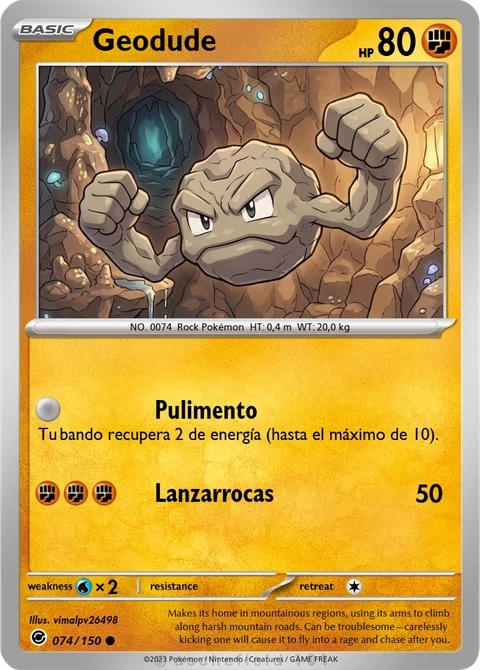 BASIC
Geodude
HP 80
NO. 0074 Rock Pokémon HT: 0,4 m WT: 20,0 kg
Pulimento
Tu bando recupera 2 de energía (hasta el máximo de 10).
Lanzarrocas 50
weakness ×2 resistance retreat
Illus. vimalpv26498
074/150
Makes its home in mountainous regions, using its arms to climb
along harsh mountain roads. Can be troublesome—carelessly
kicking one will cause it to fly into a rage and chase after you.
©2023 Pokémon / Nintendo / Creatures / GAME FREAK